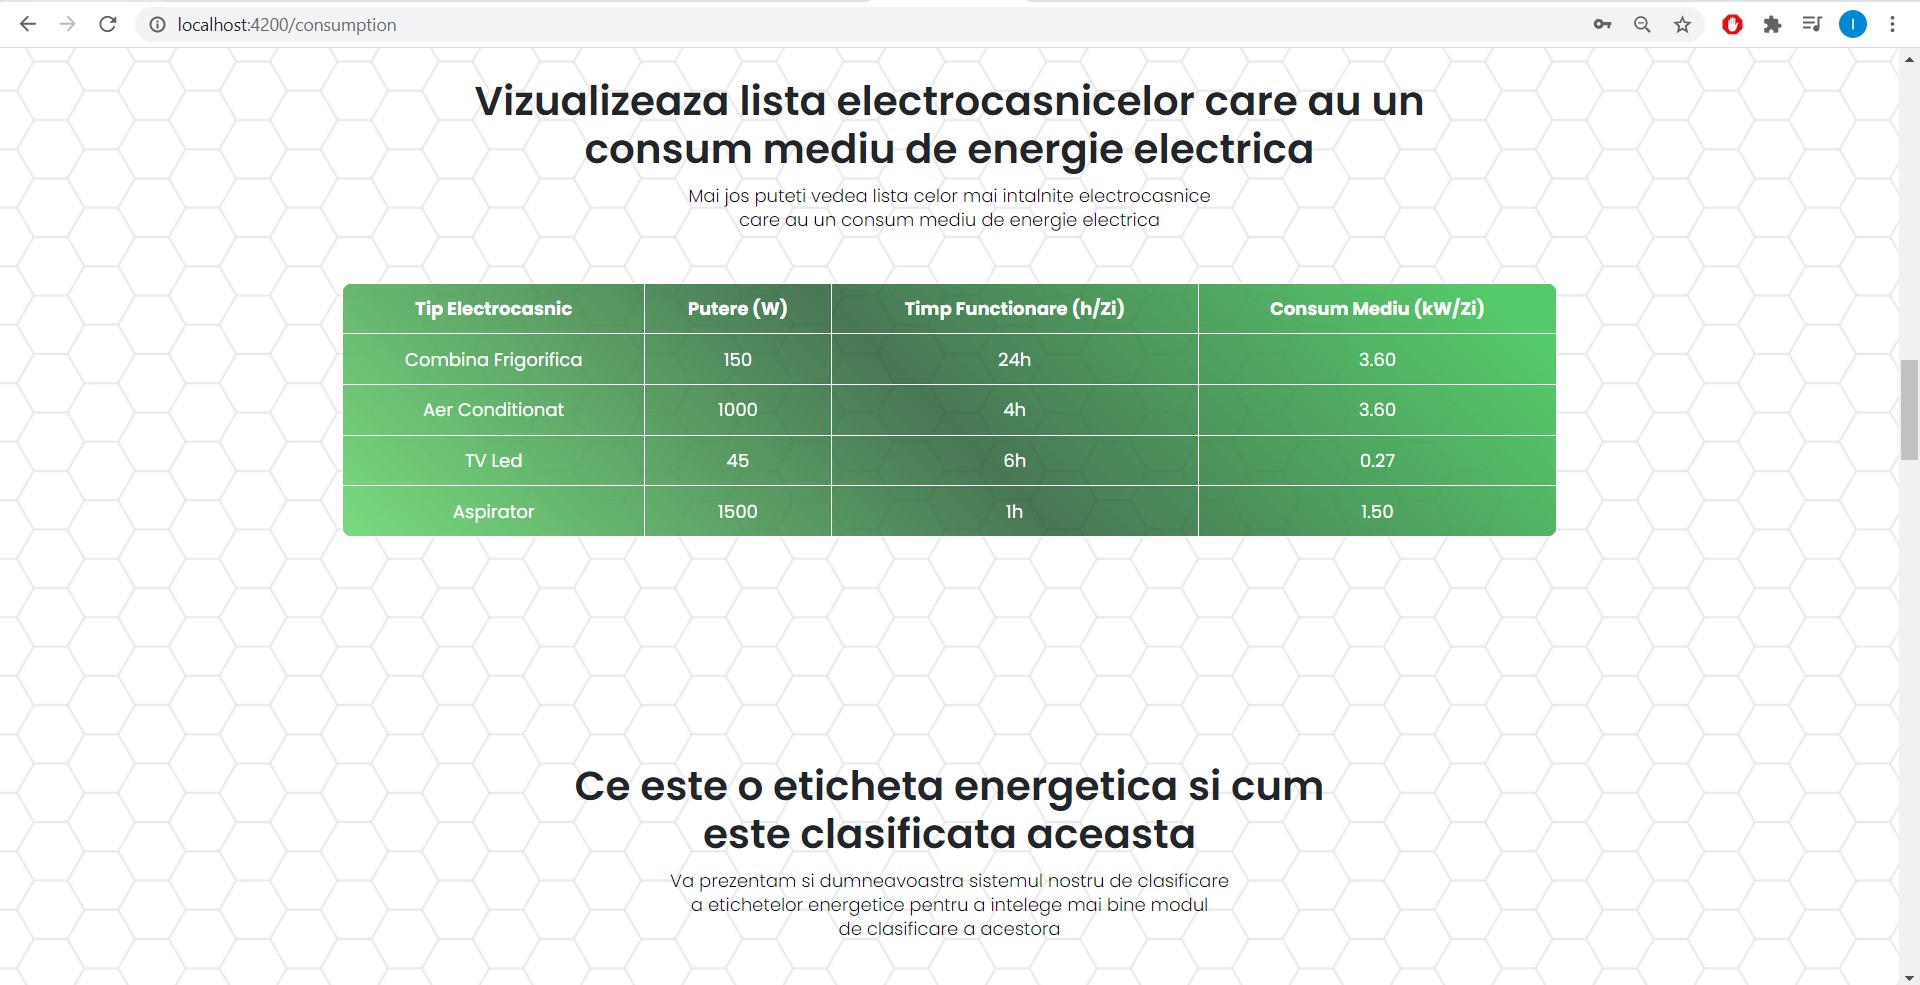 localhost:4200/consumption
I
Vizualizeaza lista electrocasnicelor care au un
consum mediu de energie electrica
Mai jos puteti vedea lista celor mai intalnite electrocasnice
care au un consum mediu de energie electrica
Tip Electrocasnic Putere (W) Timp Functionare (h/Zi) Consum Mediu (kW/Zi)
Combina Frigorifica 150 24h 3.60
Aer Conditionat 1000 4h 3.60
TV Led 45 6h 0.27
Aspirator 1500 1h 1.50
Ce este o eticheta energetica si cum
este clasificata aceasta
Va prezentam si dumneavoastra sistemul nostru de clasificare
a etichetelor energetice pentru a intelege mai bine modul
de clasificare a acestora